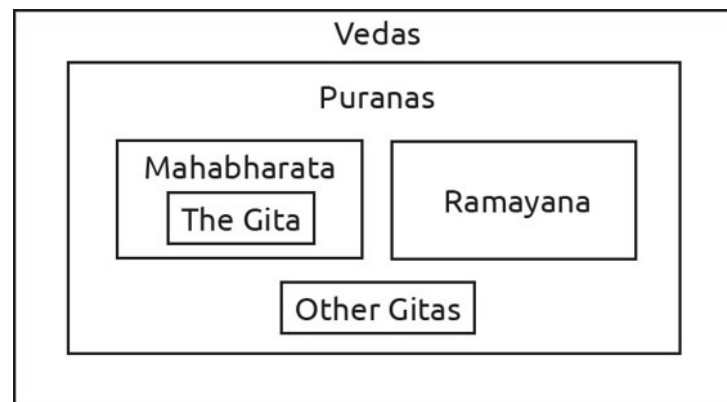 Vedas
Puranas
Mahabharata
The Gita
Ramayana
Other Gitas